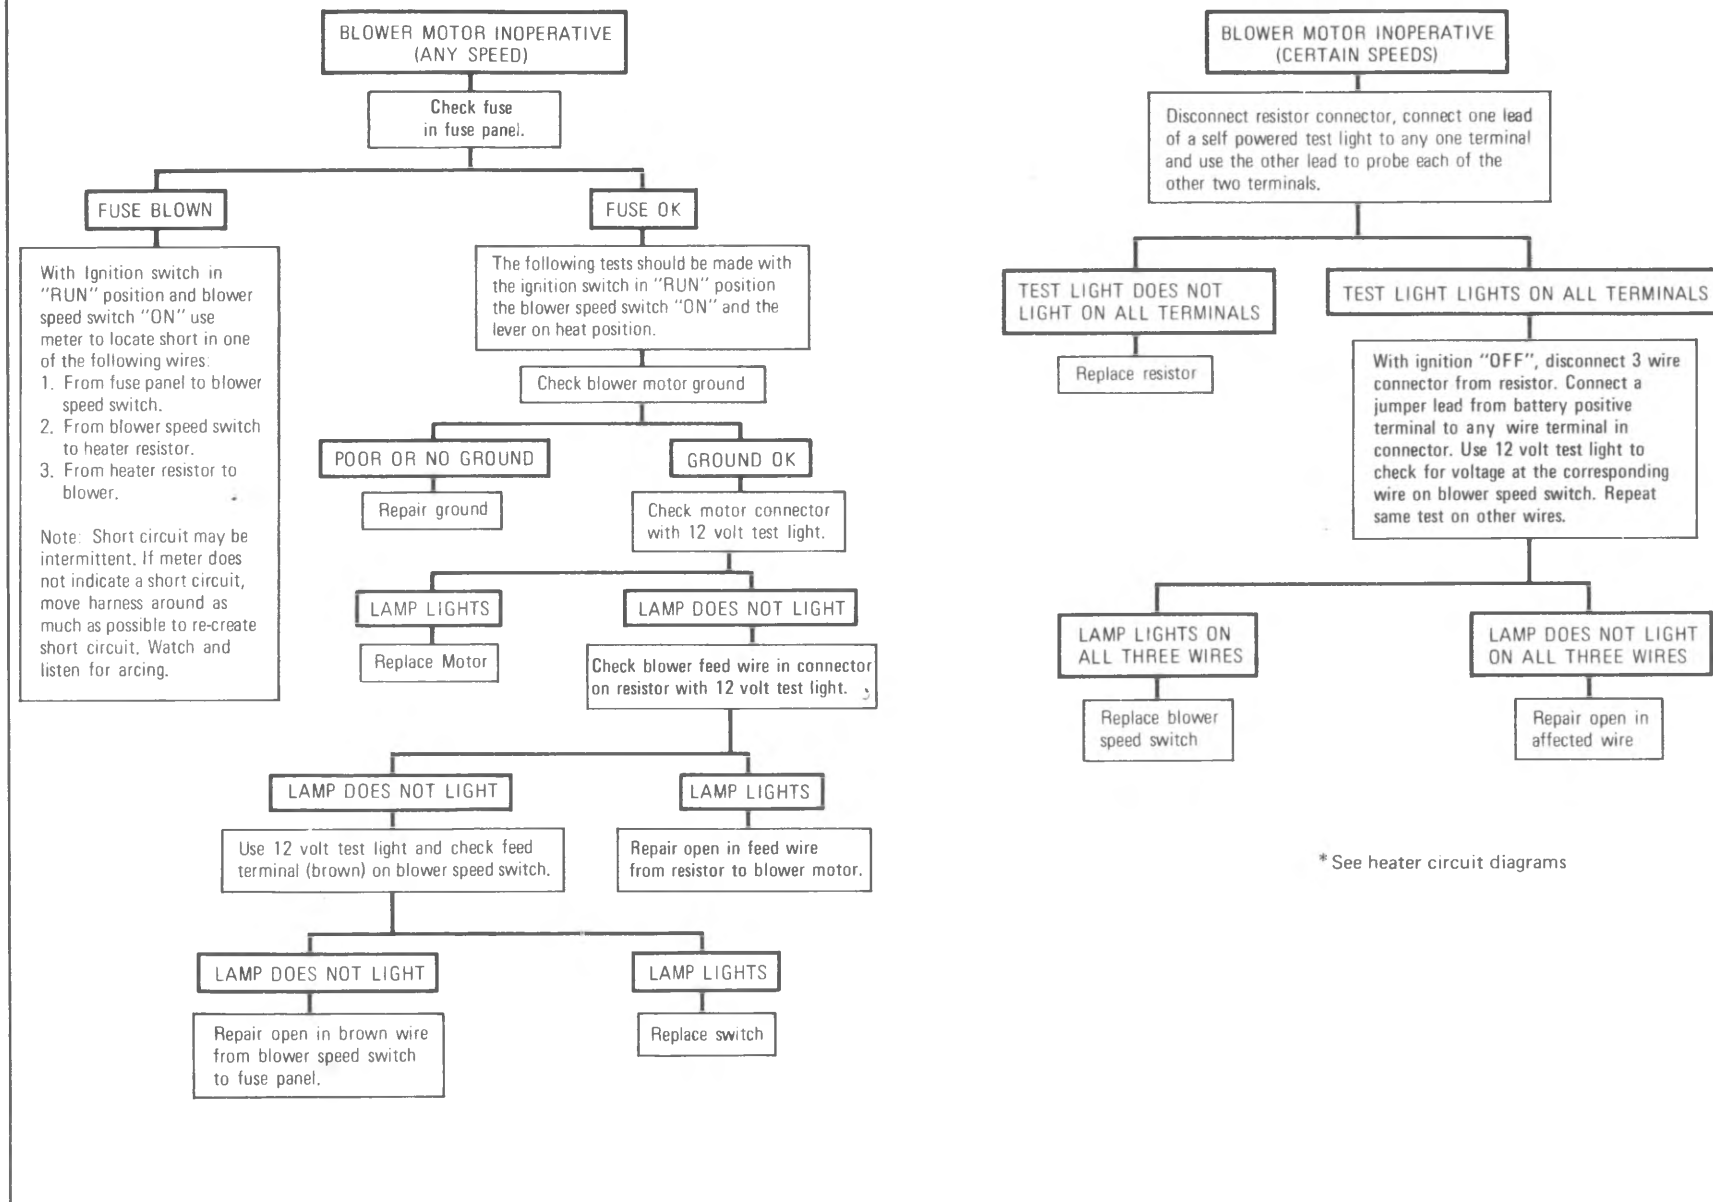 BLOWER MOTOR INOPERATIVE
(ANY SPEED)
Check fuse
in fuse panel.
FUSE BLOWN
FUSE OK
With Ignition switch in
"RUN" position and blower
speed switch "ON" use
meter to locate short in one
of the following wires:
1. From fuse panel to blower
speed switch.
2. From blower speed switch
to heater resistor.
3. From heater resistor to
blower.
Note: Short circuit may be
intermittent. If meter does
not indicate a short circuit,
move harness around as
much as possible to re-create
short circuit. Watch and
listen for arcing.
The following tests should be made with
the ignition switch in "RUN" position
the blower speed switch "ON" and the
lever on heat position.
Check blower motor ground
POOR OR NO GROUND
GROUND OK
Repair ground
Check motor connector
with 12 volt test light.
LAMP LIGHTS
LAMP DOES NOT LIGHT
Replace Motor
Check blower feed wire in connector
on resistor with 12 volt test light.
LAMP DOES NOT LIGHT
LAMP LIGHTS
Use 12 volt test light and check feed
terminal (brown) on blower speed switch.
Repair open in feed wire
from resistor to blower motor.
LAMP DOES NOT LIGHT
LAMP LIGHTS
Repair open in brown wire
from blower speed switch
to fuse panel.
Replace switch
BLOWER MOTOR INOPERATIVE
(CERTAIN SPEEDS)
Disconnect resistor connector, connect one lead
of a self powered test light to any one terminal
and use the other lead to probe each of the
other two terminals.
TEST LIGHT DOES NOT
LIGHT ON ALL TERMINALS
TEST LIGHT LIGHTS ON ALL TERMINALS
Replace resistor
With ignition "OFF", disconnect 3 wire
connector from resistor. Connect a
jumper lead from battery positive
terminal to any wire terminal in
connector. Use 12 volt test light to
check for voltage at the corresponding
wire on blower speed switch. Repeat
same test on other wires.
LAMP LIGHTS ON
ALL THREE WIRES
LAMP DOES NOT LIGHT
ON ALL THREE WIRES
Replace blower
speed switch
Repair open in
affected wire
* See heater circuit diagrams